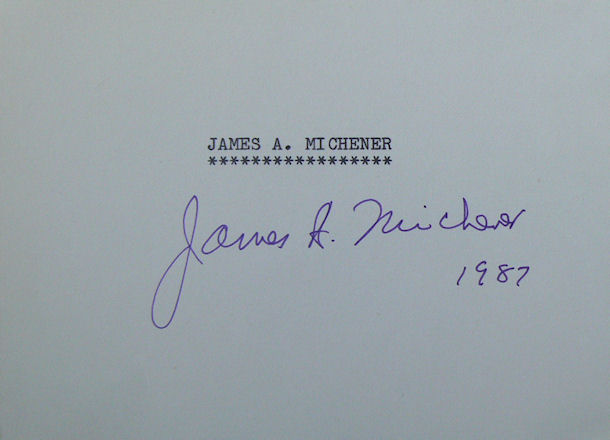 JAMES A. MICHENER
*****************
James A. Michener
1987